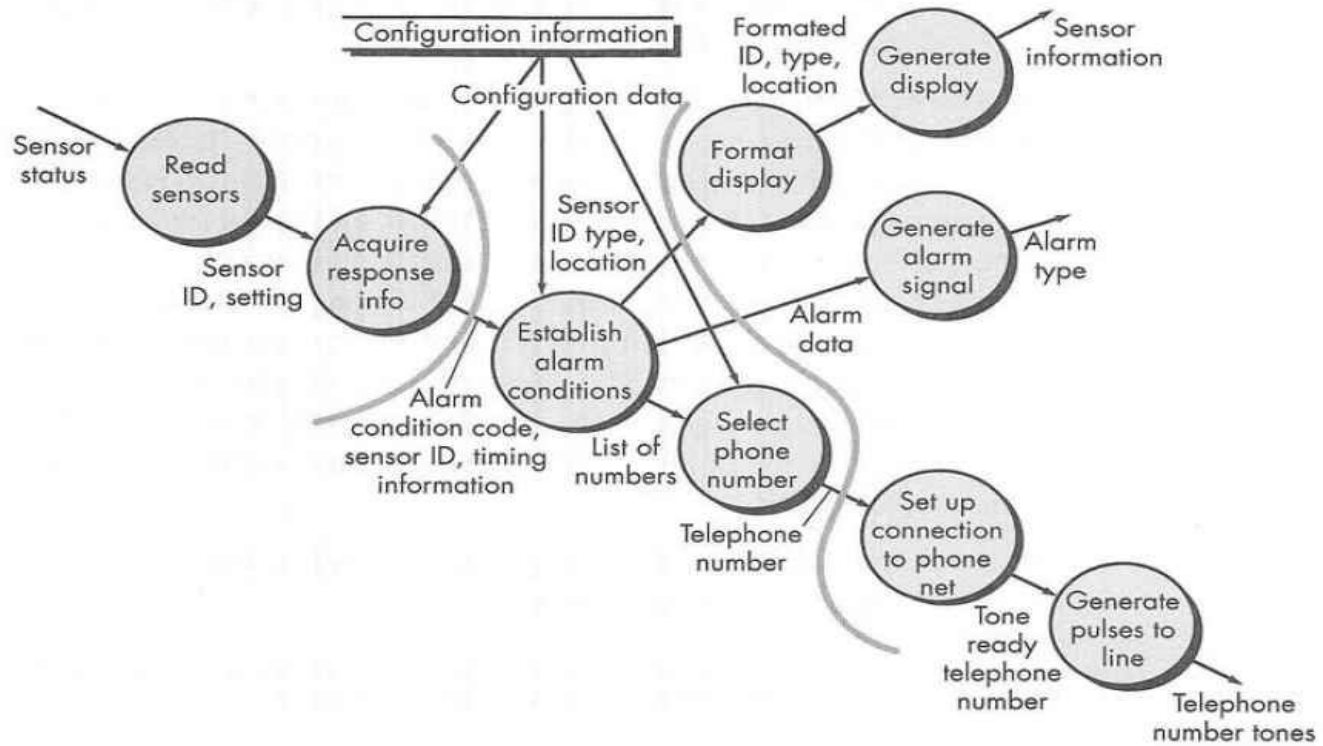 Configuration information
Configuration data
Sensor
status
Read
sensors
Sensor
ID, setting
Acquire
response
info
Alarm
condition code,
sensor ID, timing
information
Establish
alarm
conditions
Sensor
ID type,
location
Format
display
Formated
ID, type,
location
Generate
display
Sensor
information
Alarm
data
Generate
alarm
signal
Alarm
type
List of
numbers
Select
phone
number
Telephone
number
Set up
connection
to phone
net
Tone
ready
telephone
number
Generate
pulses to
line
Telephone
number tones